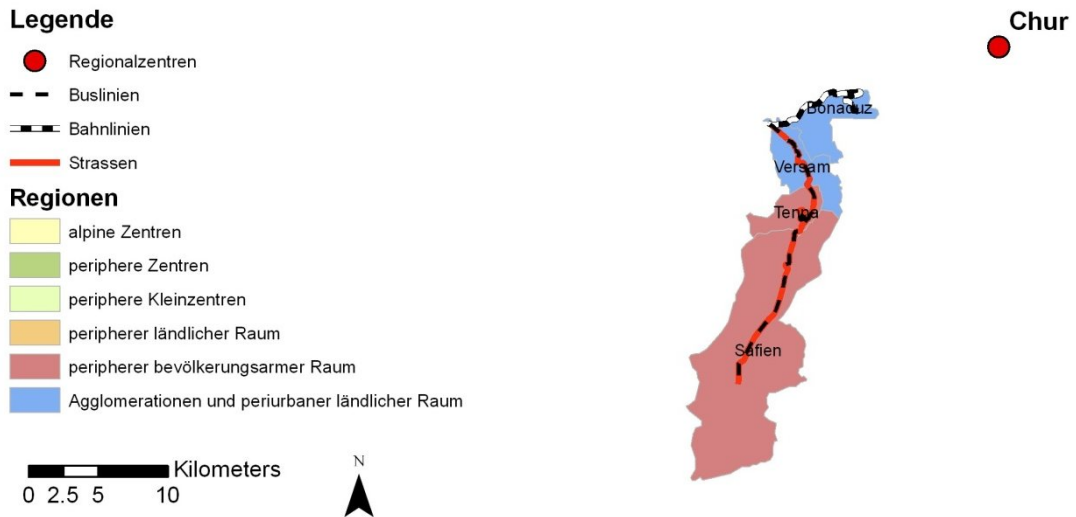 Legende
Regionalzentren
Buslinien
Bahnlinien
Strassen
Regionen
alpine Zentren
periphere Zentren
periphere Kleinzentren
peripherer ländlicher Raum
peripherer bevölkerungsarmer Raum
Agglomerationen und periurbaner ländlicher Raum
Kilometers
0 2.5 5 10
N
Chur
Bonaduz
Versam
Tenna
Safien